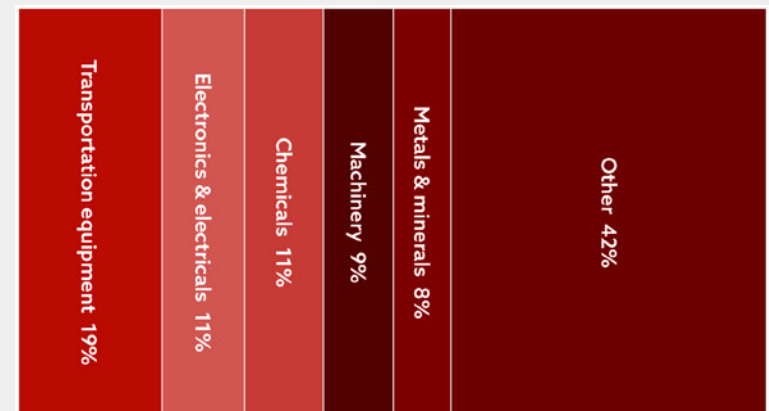 Transportation equipment 19%
Electronics & electricals 11%
Chemicals 11%
Machinery 9%
Metals & minerals 8%
Other 42%